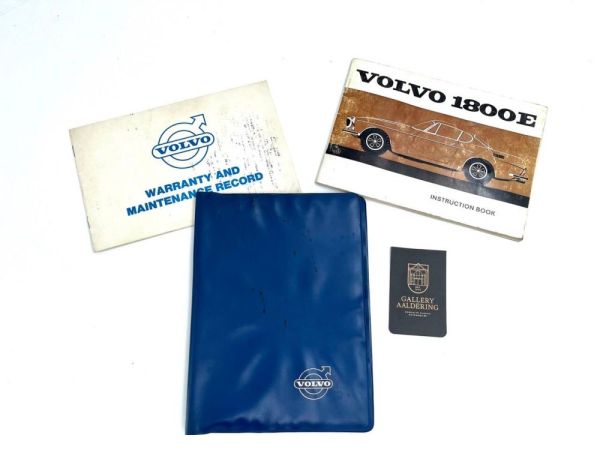 VOLVO
WARRANTY AND
MAINTENANCE RECORD
VOLVO 1800E
INSTRUCTION BOOK
GALLERY
AALDERING
VOLVO